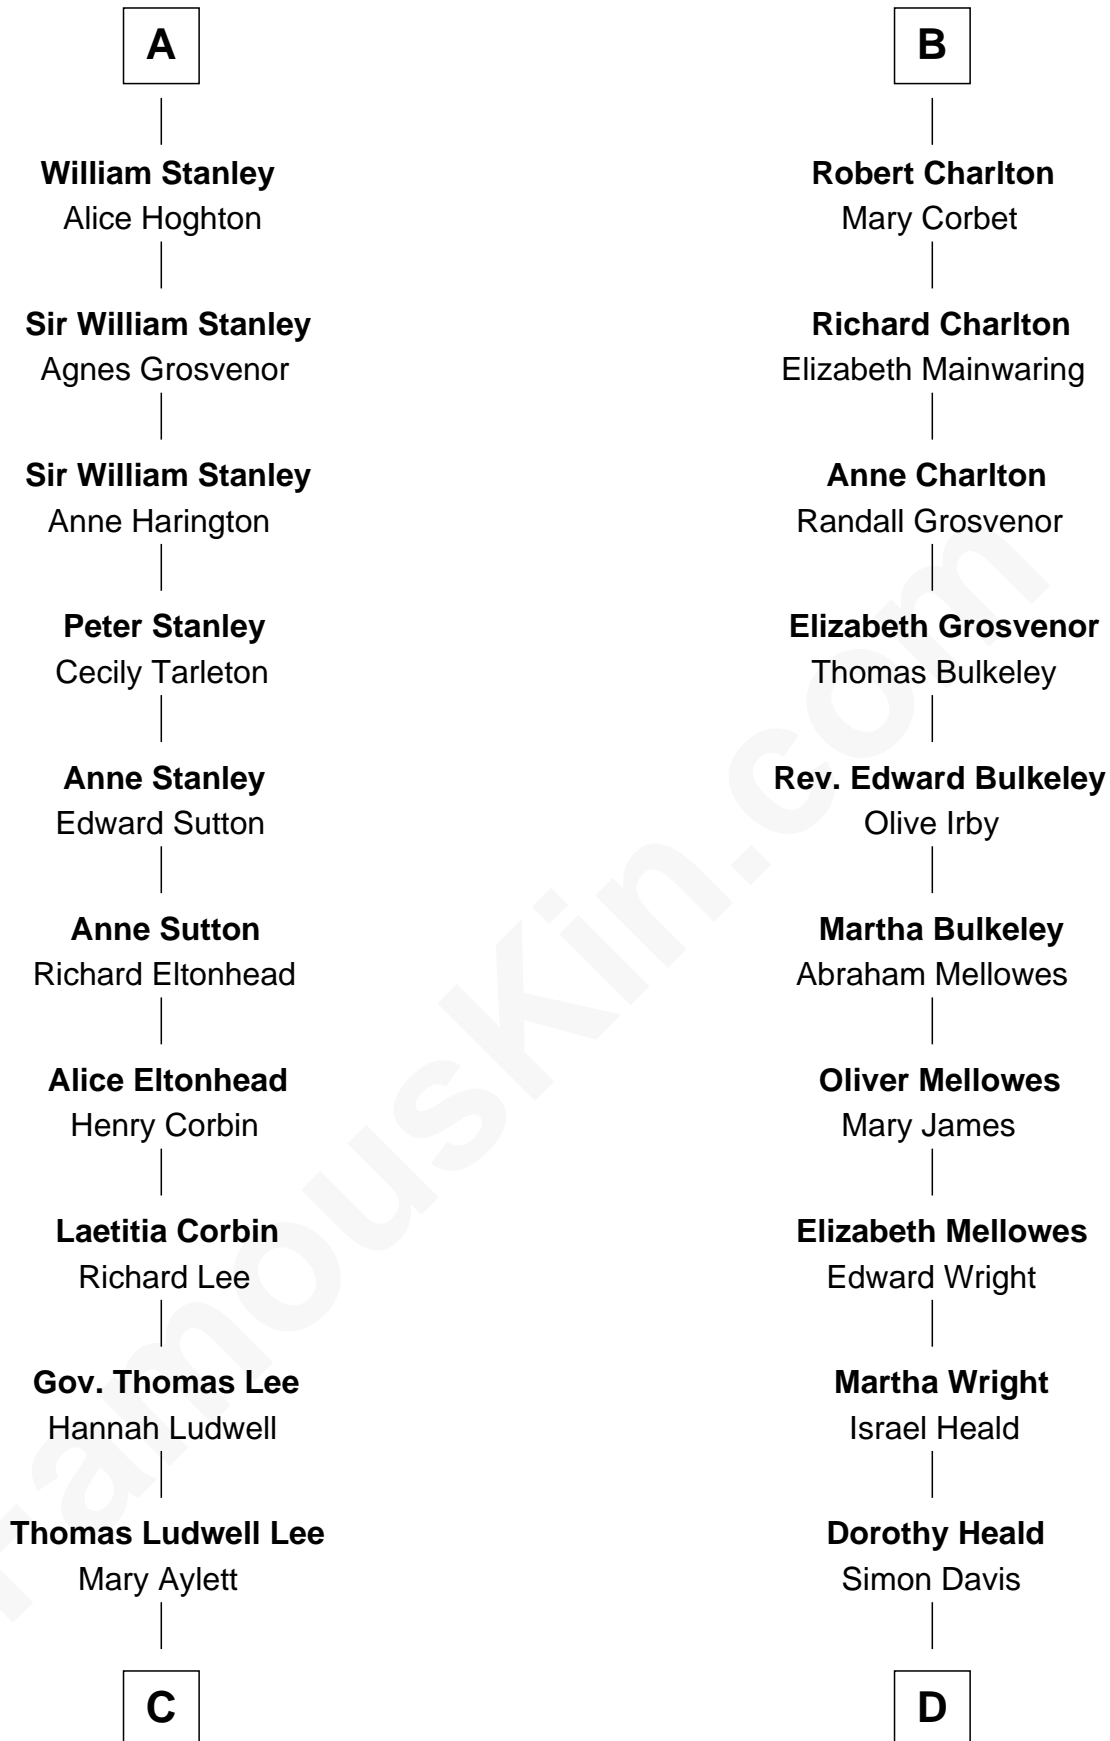 A
William Stanley
Alice Hoghton
Sir William Stanley
Agnes Grosvenor
Sir William Stanley
Anne Harington
Peter Stanley
Cecily Tarleton
Anne Stanley
Edward Sutton
Anne Sutton
Richard Eltonhead
Alice Eltonhead
Henry Corbin
Laetitia Corbin
Richard Lee
Gov. Thomas Lee
Hannah Ludwell
Thomas Ludwell Lee
Mary Aylett
C
B
Robert Charlton
Mary Corbet
Richard Charlton
Elizabeth Mainwaring
Anne Charlton
Randall Grosvenor
Elizabeth Grosvenor
Thomas Bulkeley
Rev. Edward Bulkeley
Olive Irby
Martha Bulkeley
Abraham Mellowes
Oliver Mellowes
Mary James
Elizabeth Mellowes
Edward Wright
Martha Wright
Israel Heald
Dorothy Heald
Simon Davis
D
FamousKin.com